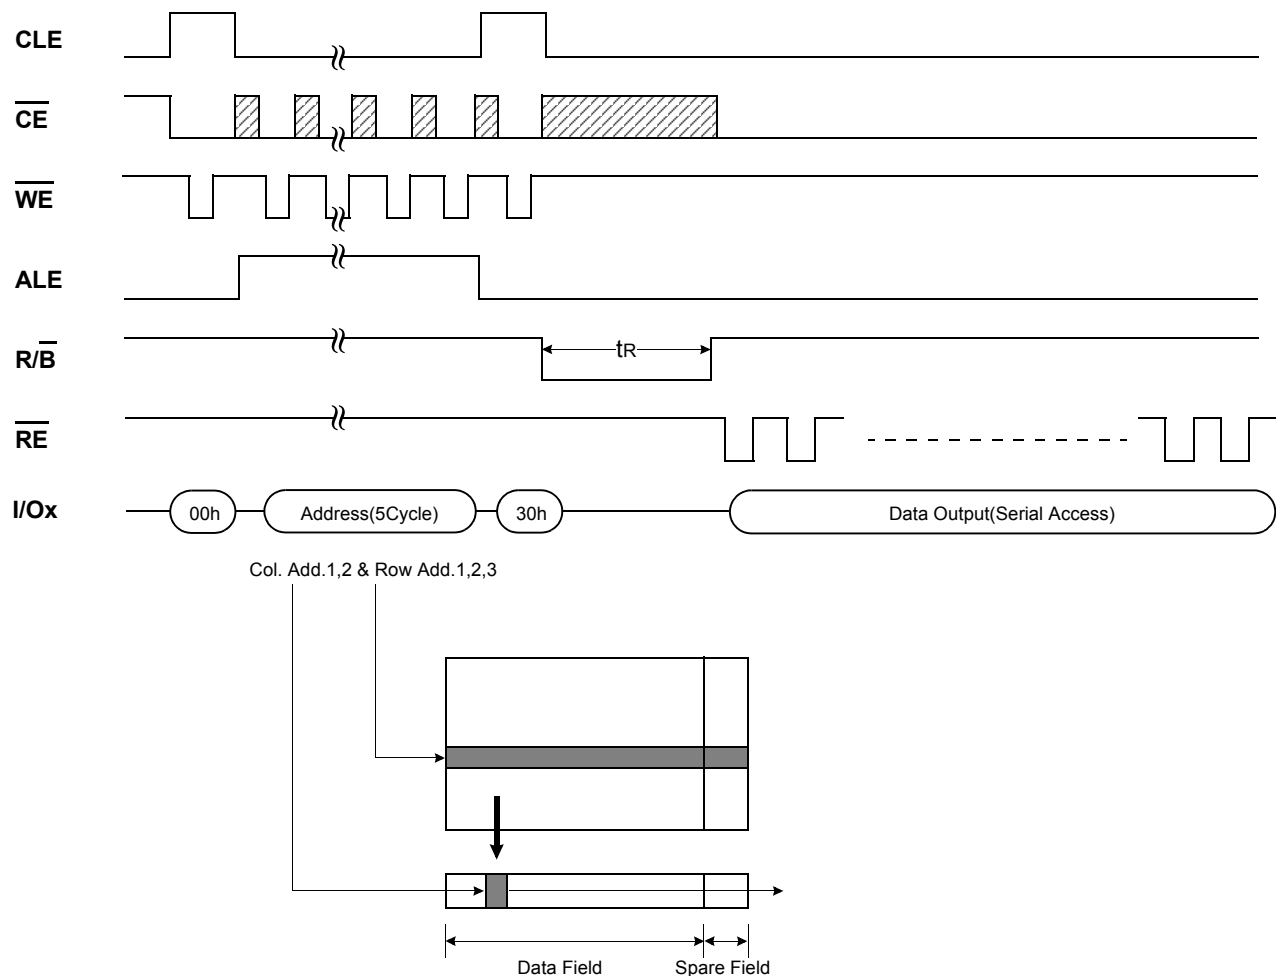 CLE
CE
WE
ALE
R/B
tR
RE
I/Ox
00h
Address(5Cycle)
30h
Data Output(Serial Access)
Col. Add.1,2 & Row Add.1,2,3
Data Field
Spare Field